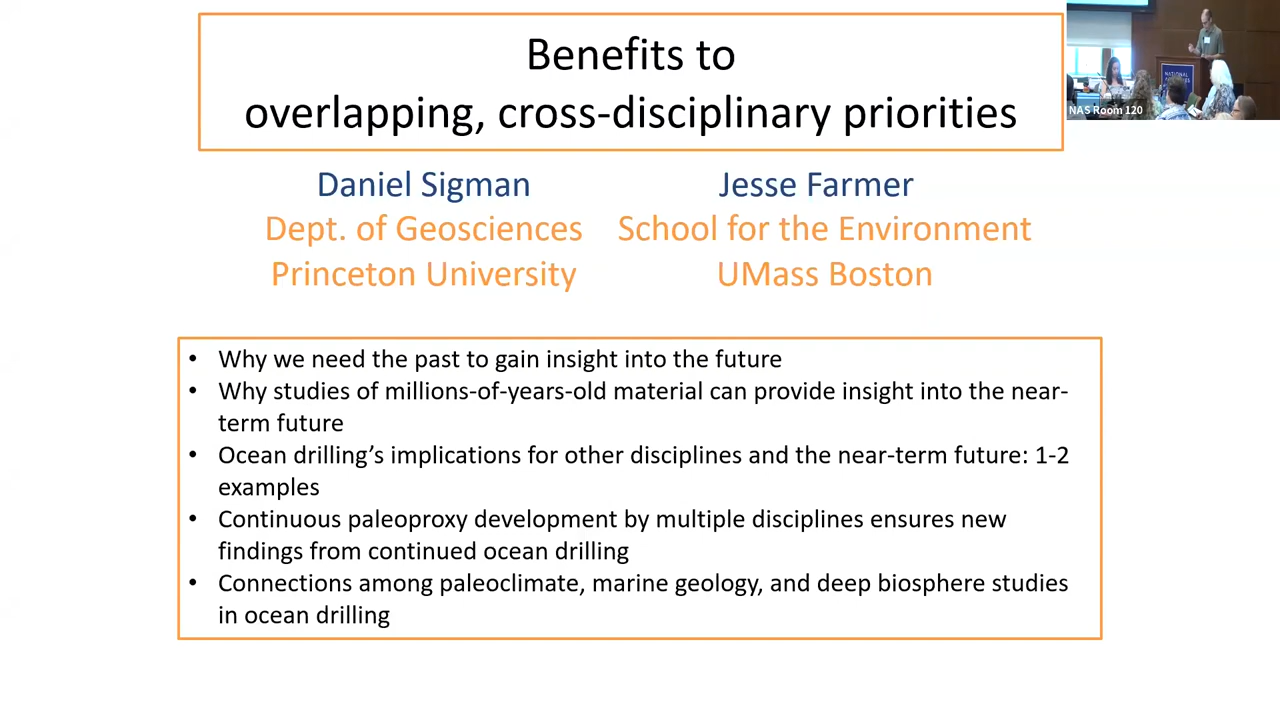 Benefits to
overlapping, cross-disciplinary priorities
Daniel Sigman
Jesse Farmer
Dept. of Geosciences
School for the Environment
Princeton University
UMass Boston
• Why we need the past to gain insight into the future
• Why studies of millions-of-years-old material can provide insight into the near-
term future
• Ocean drilling's implications for other disciplines and the near-term future: 1-2
examples
• Continuous paleoproxy development by multiple disciplines ensures new
findings from continued ocean drilling
• Connections among paleoclimate, marine geology, and deep biosphere studies
in ocean drilling
NATIONAL
NAS Room 120